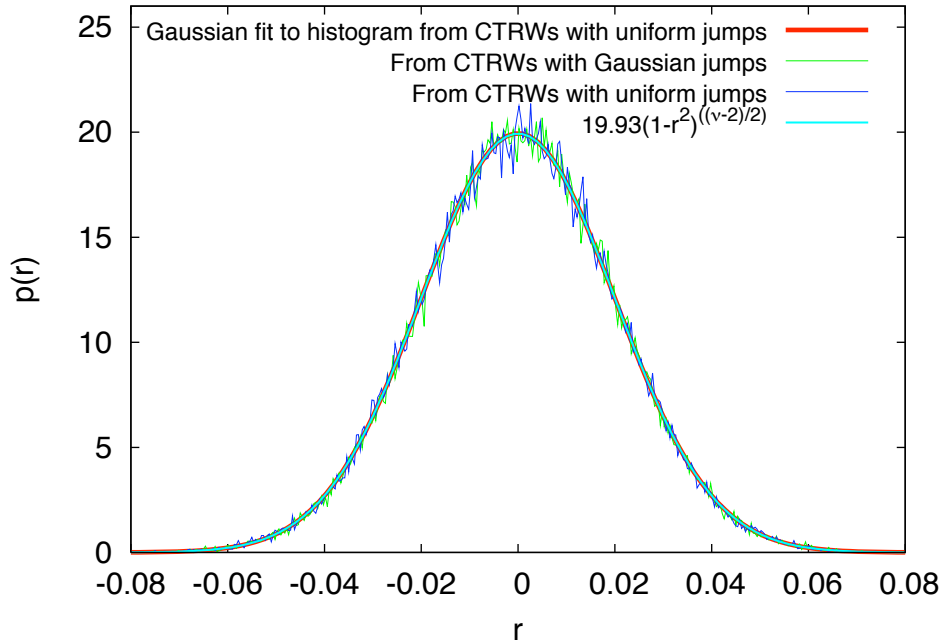 Gaussian fit to histogram from CTRWs with uniform jumps
From CTRWs with Gaussian jumps
From CTRWs with uniform jumps
19.93(1-r^2)^((ν-2)/2)
25
20
15
10
5
0
p(r)
-0.08 -0.06 -0.04 -0.02 0 0.02 0.04 0.06 0.08
r